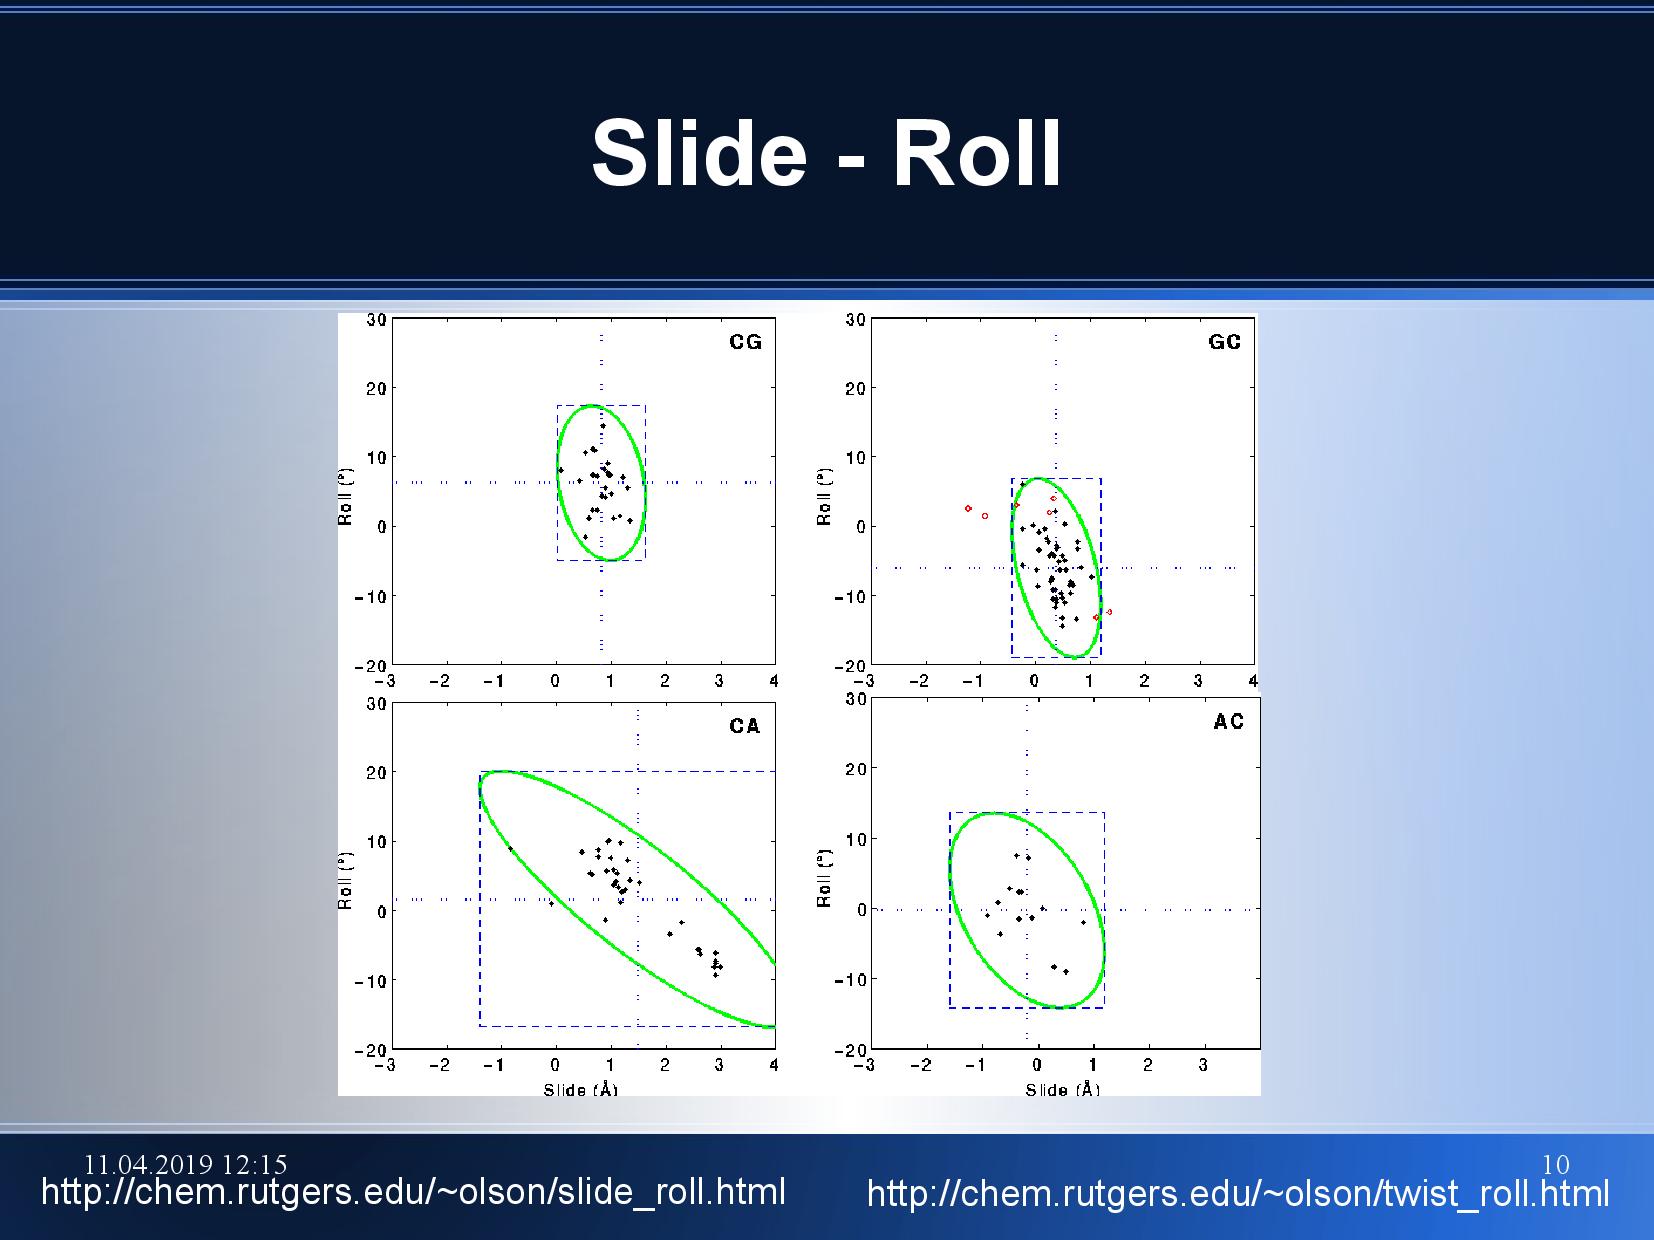 Slide - Roll
CG
30
20
10
0
−10
−20
Roll (°)
−3 −2 −1 0 1 2 3 4
GC
30
20
10
0
−10
−20
Roll (°)
−3 −2 −1 0 1 2 3 4
CA
30
20
10
0
−10
−20
Roll (°)
−3 −2 −1 0 1 2 3 4
Slide (Å)
AC
30
20
10
0
−10
−20
Roll (°)
−3 −2 −1 0 1 2 3
Slide (Å)
11.04.2019 12:15
10
http://chem.rutgers.edu/~olson/slide_roll.html
http://chem.rutgers.edu/~olson/twist_roll.html